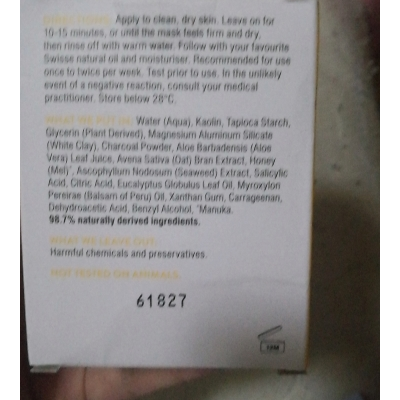 DIRECTIONS: Apply to clean, dry skin. Leave on for
10-15 minutes, or until the mask feels firm and dry,
then rinse off with warm water. Follow with your favourite
Swisse natural oil and moisturiser. Recommended for use
once to twice per week. Test prior to use. In the unlikely
event of a negative reaction, consult your medical
practitioner. Store below 28°C.
WHAT WE PUT IN: Water (Aqua), Kaolin, Tapioca Starch,
Glycerin (Plant Derived), Magnesium Aluminum Silicate
(White Clay), Charcoal Powder, Aloe Barbadensis (Aloe
Vera) Leaf Juice, Avena Sativa (Oat) Bran Extract, Honey
(Mel)*, Ascophyllum Nodosum (Seaweed) Extract, Salicylic
Acid, Citric Acid, Eucalyptus Globulus Leaf Oil, Myroxylon
Pereirae (Balsam of Peru) Oil, Xanthan Gum, Carrageenan,
Dehydroacetic Acid, Benzyl Alcohol, *Manuka.
98.7% naturally derived ingredients.
WHAT WE LEAVE OUT:
Harmful chemicals and preservatives.
NOT TESTED ON ANIMALS.
61827